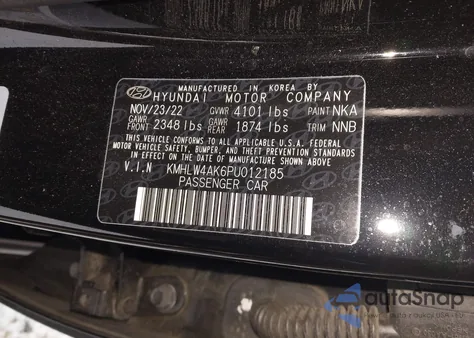 MANUFACTURED IN KOREA BY
HYUNDAI MOTOR COMPANY
NOV/23/22 GVWR 4101 lbs PAINT NKA
GAWR FRONT 2348 lbs GAWR REAR 1874 lbs TRIM NNB
THIS VEHICLE CONFORMS TO ALL APPLICABLE U.S.A. FEDERAL
MOTOR VEHICLE SAFETY, BUMPER, AND THEFT PREVENTION STANDARDS
IN EFFECT ON THE DATE OF MANUFACTURE SHOWN ABOVE.
V.I.N KMHLW4AK6PU012185
PASSENGER CAR
autoSnap